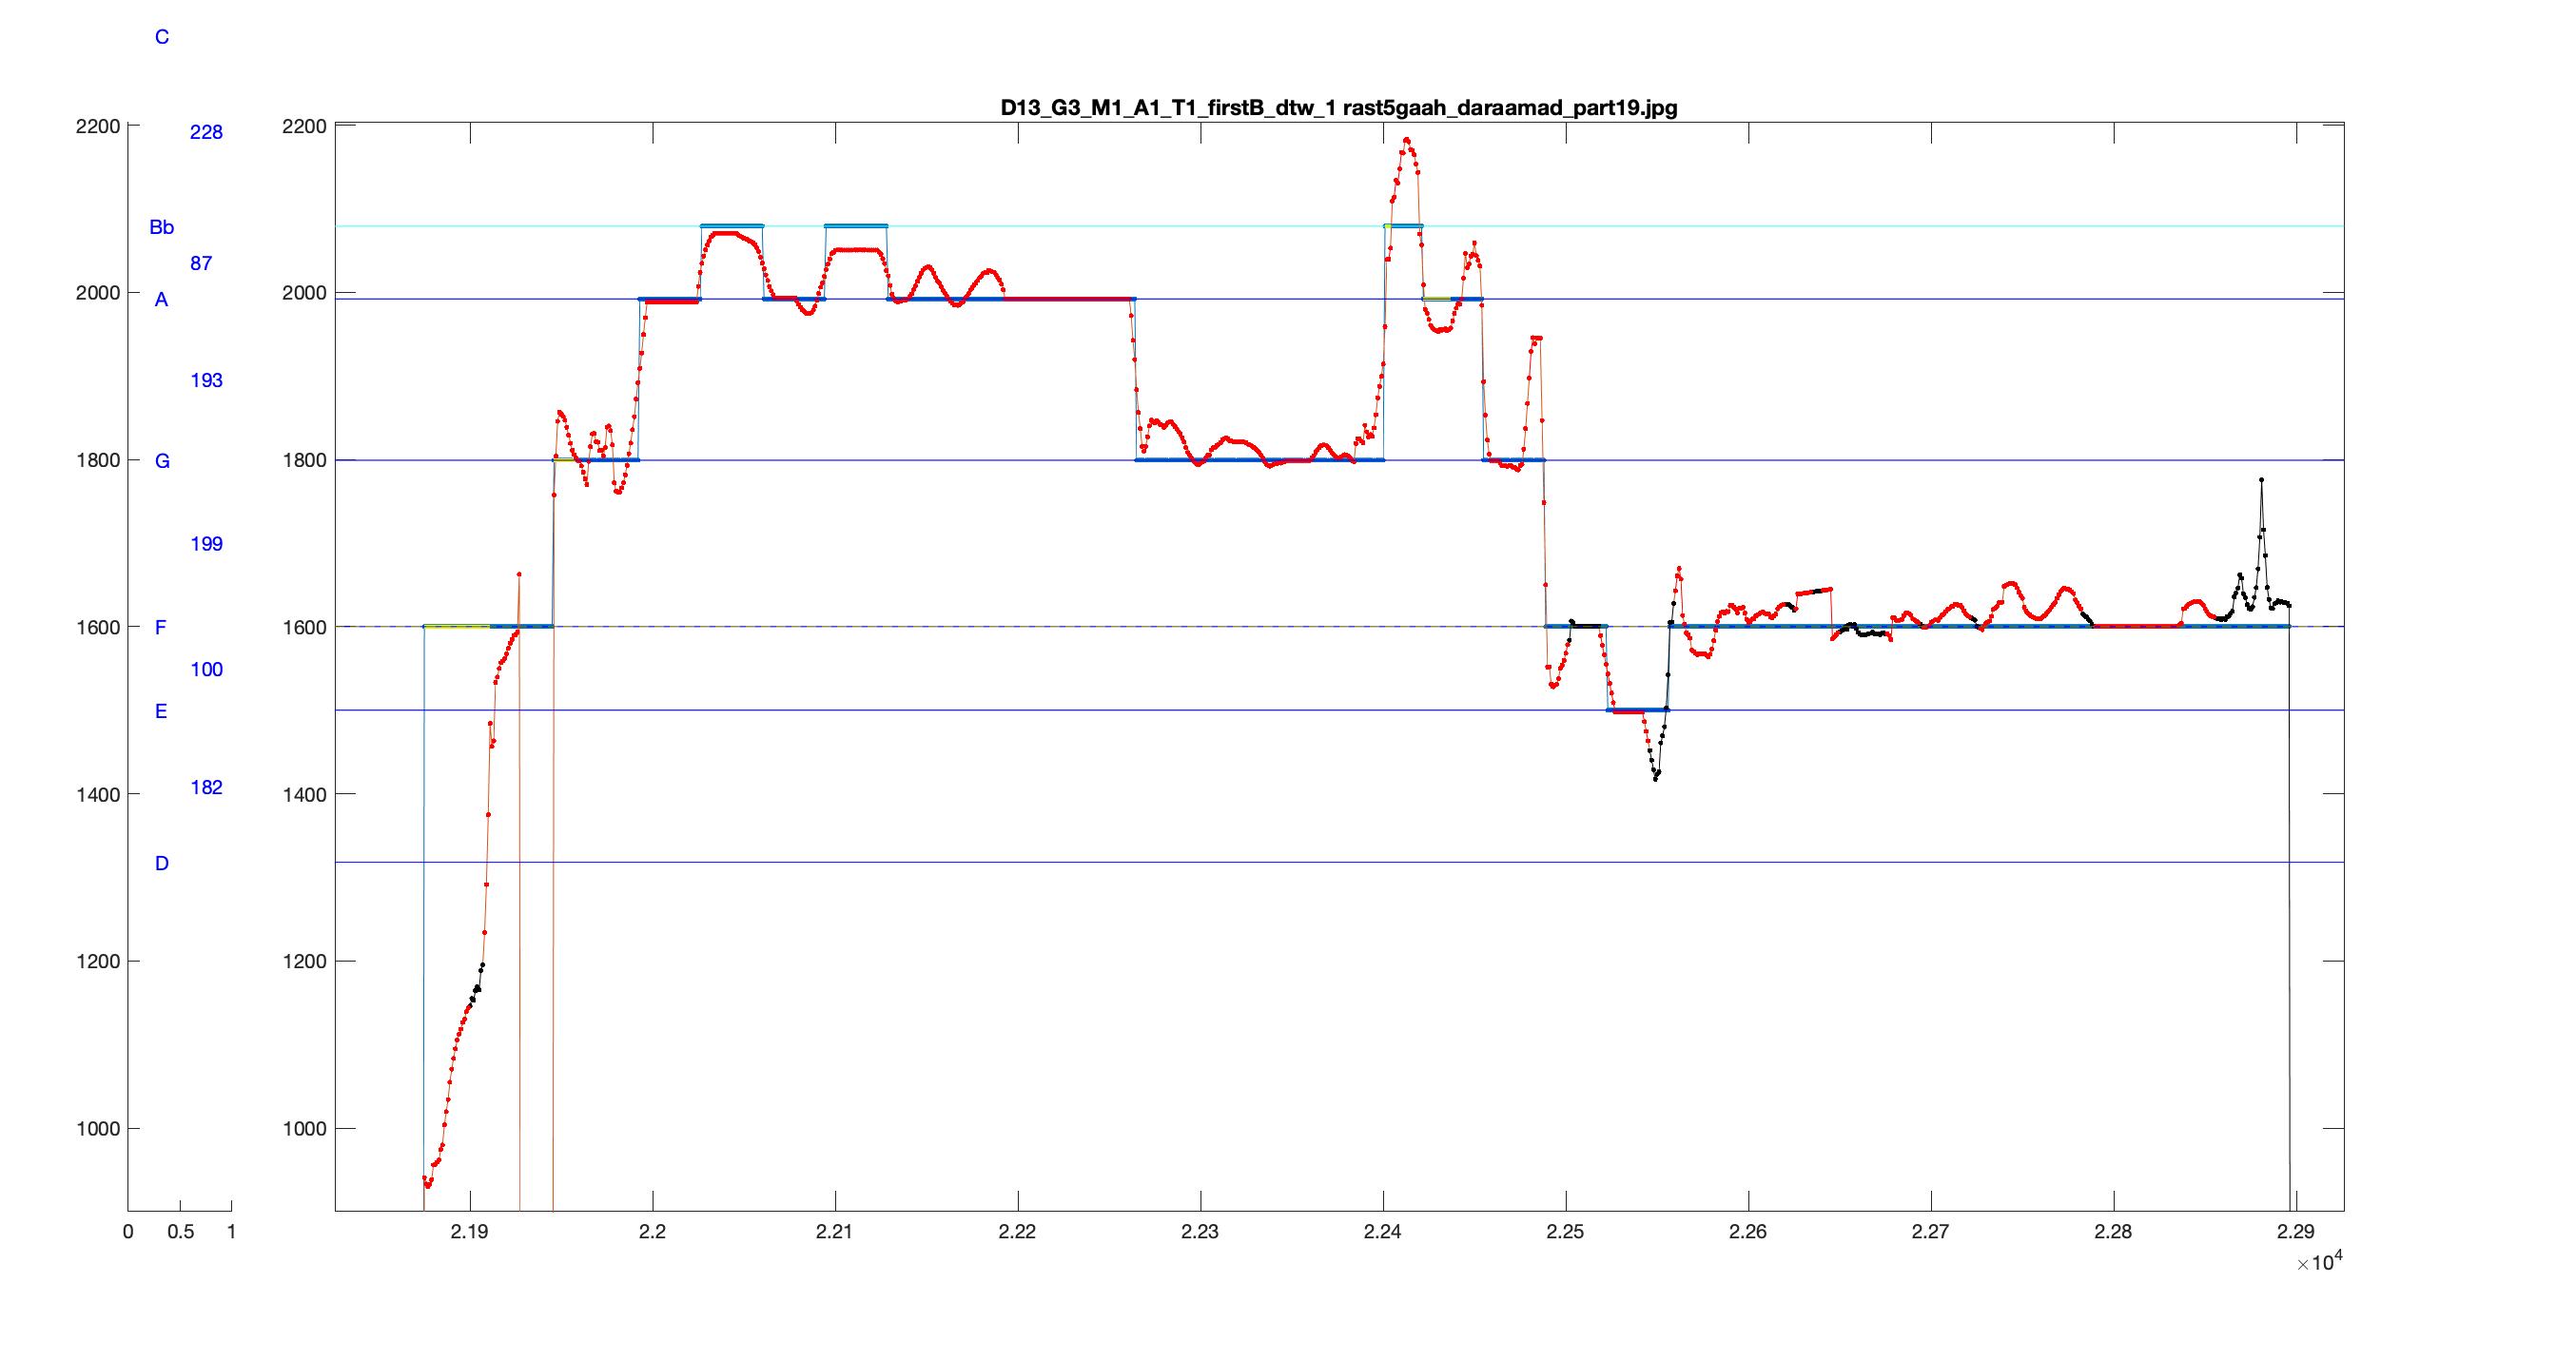 C
D13_G3_M1_A1_T1_firstB_dtw_1 rast5gaah_daraamad_part19.jpg
2200 228 2200
Bb
87
2000 2000
A
193
1800 G 1800
199
1600 F 1600
100
E
1400 182 1400
D
1200 1200
1000 1000
0 0.5 1 2.19 2.2 2.21 2.22 2.23 2.24 2.25 2.26 2.27 2.28 2.29
×10^4